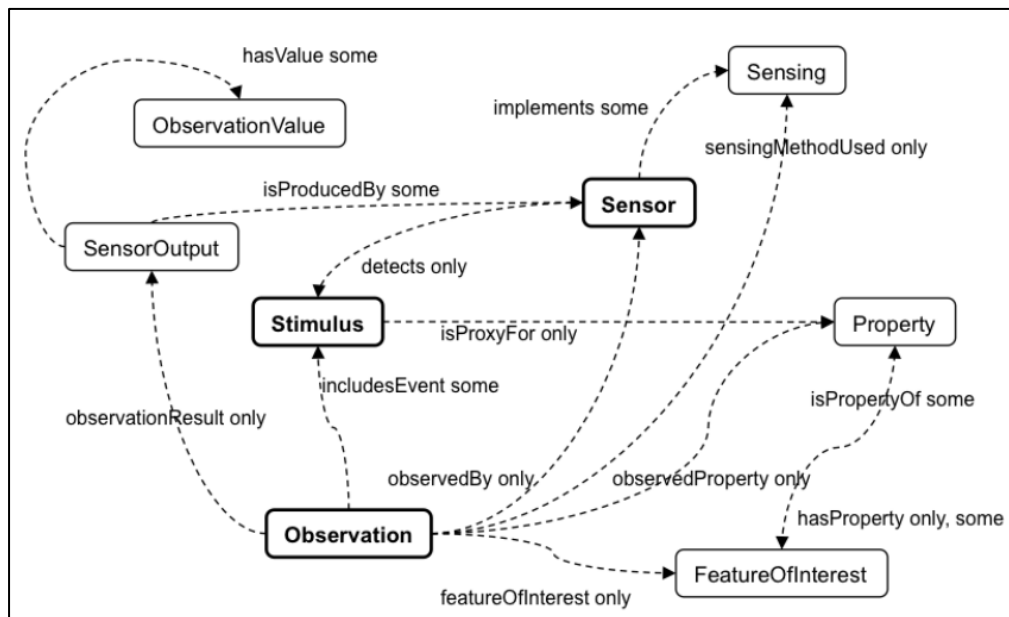 hasValue some
Sensing
ObservationValue
implements some
sensingMethodUsed only
isProducedBy some
Sensor
SensorOutput
detects only
Stimulus
isProxyFor only
Property
includesEvent some
isPropertyOf some
observationResult only
observedBy only
observedProperty only
Observation
hasProperty only, some
FeatureOfInterest
featureOfInterest only